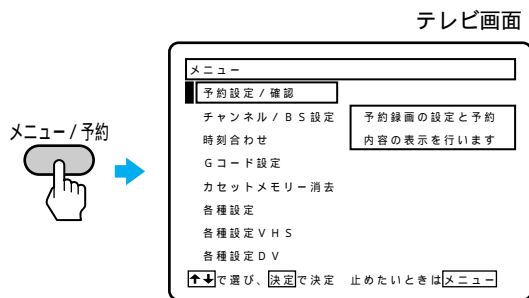 テレビ画面
メニュー
予約設定/確認
チャンネル/BS設定
予約録画の設定と予約
時刻合わせ
内容の表示を行います
Gコード設定
カセットメモリー消去
各種設定
各種設定VHS
各種設定DV
↑↓で選び、決定で決定 止めたいときはメニュー
メニュー/予約